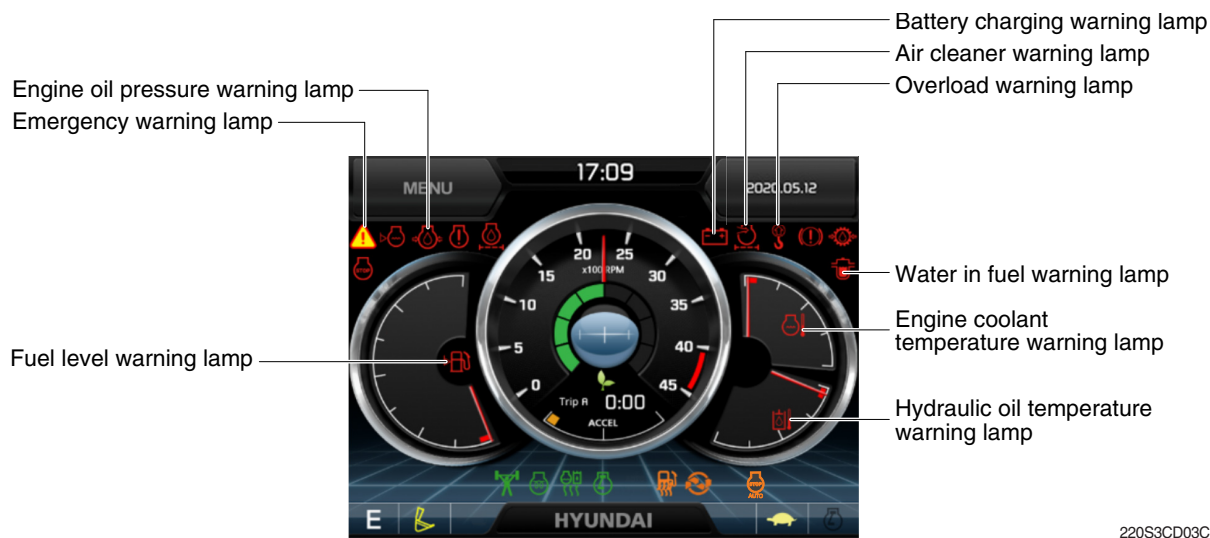 Battery charging warning lamp
Air cleaner warning lamp
Overload warning lamp
Engine oil pressure warning lamp
Emergency warning lamp
MENU
17:09
2020.05.12
STOP
x100RPM
0
5
10
15
20
25
30
35
40
45
Water in fuel warning lamp
Engine coolant
temperature warning lamp
Fuel level warning lamp
Trip A 0:00
ACCEL
Hydraulic oil temperature
warning lamp
STOP
AUTO
E
HYUNDAI
220S3CD03C